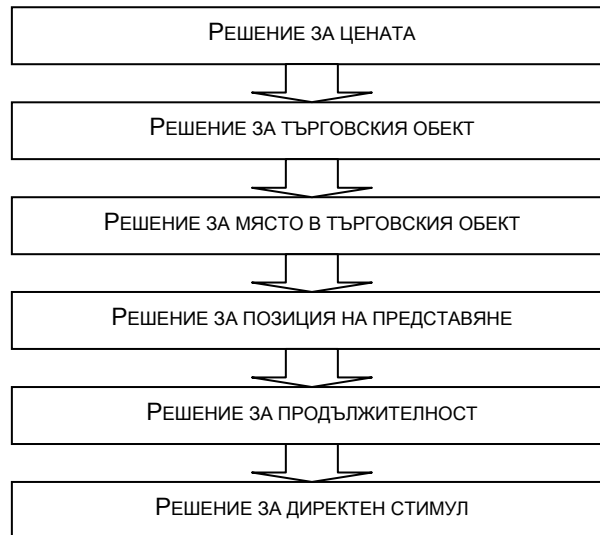 РЕШЕНИЕ ЗА ЦЕНАТА
РЕШЕНИЕ ЗА ТЪРГОВСКИЯ ОБЕКТ
РЕШЕНИЕ ЗА МЯСТО В ТЪРГОВСКИЯ ОБЕКТ
РЕШЕНИЕ ЗА ПОЗИЦИЯ НА ПРЕДСТАВЯНЕ
РЕШЕНИЕ ЗА ПРОДЪЛЖИТЕЛНОСТ
РЕШЕНИЕ ЗА ДИРЕКТЕН СТИМУЛ